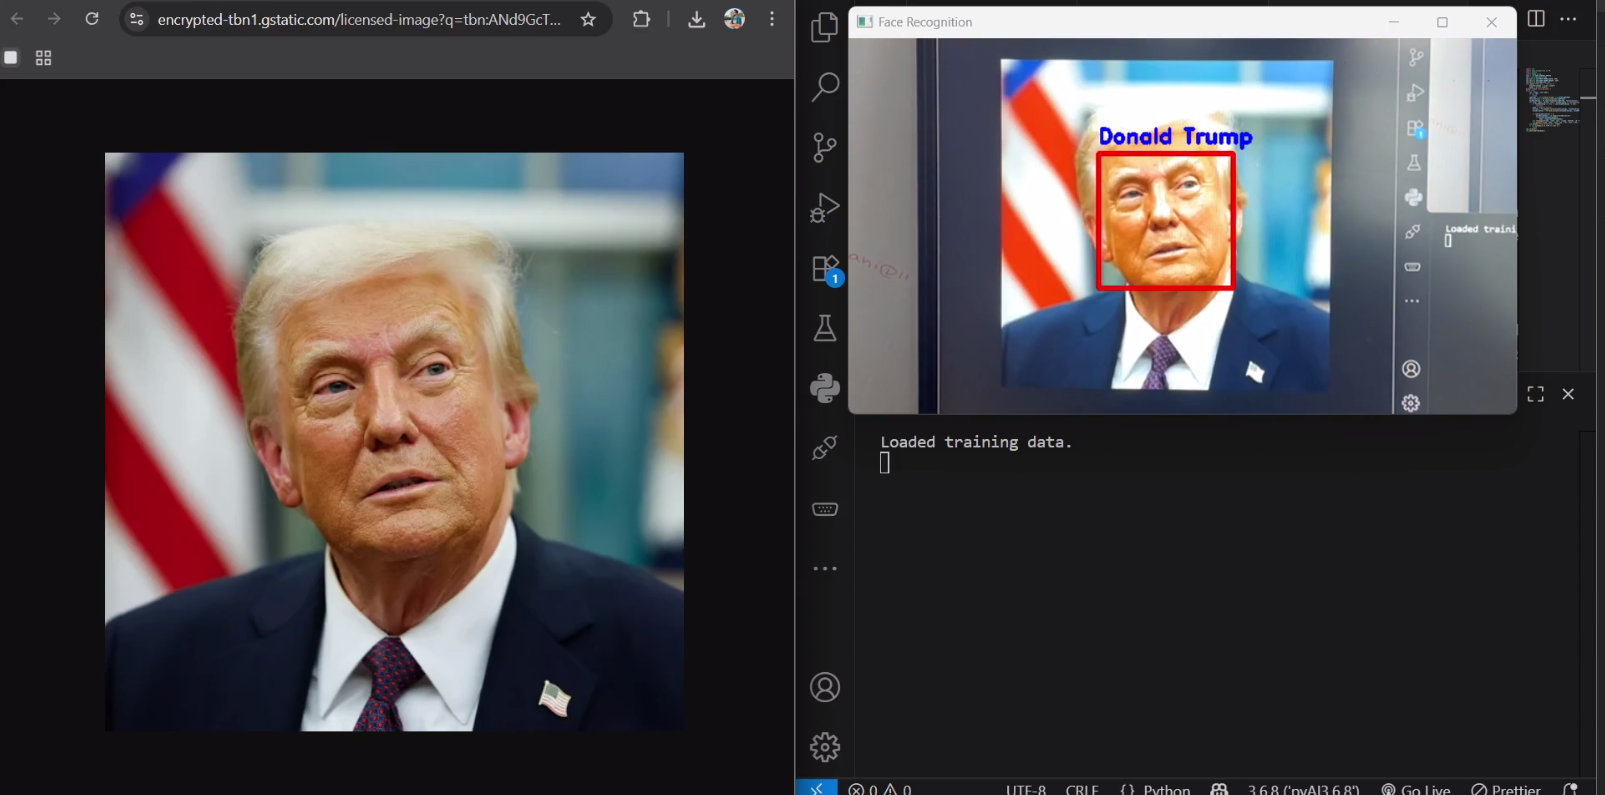 encrypted-tbn1.gstatic.com/licensed-image?q=tbn:ANd9GcT...
Face Recognition
Donald Trump
1
Loaded traini
1
Loaded training data.
0 0
UTF-8 CRLF {} Python 3.6.8 ('pyAI3.6.8') Go Live Prettier